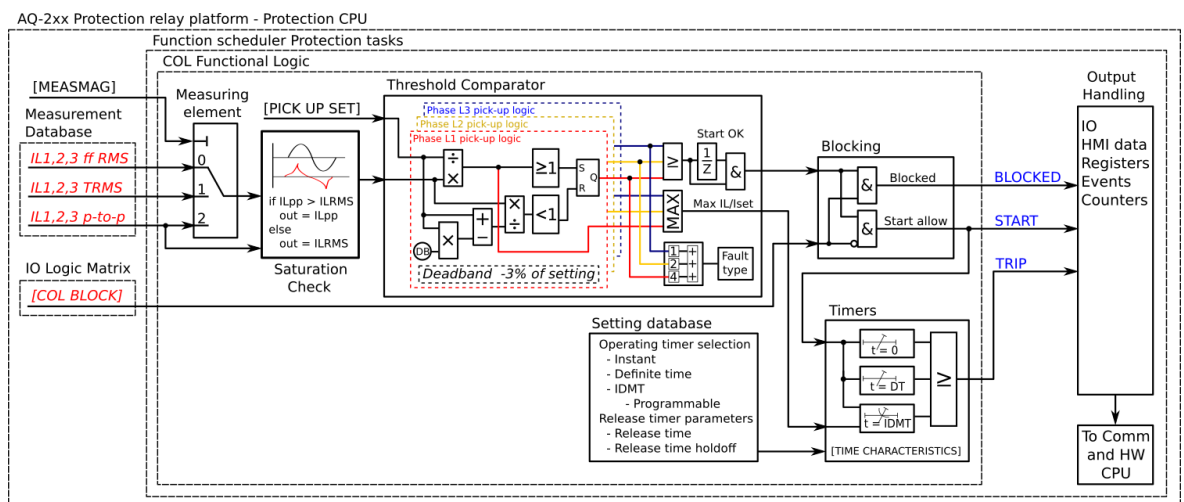 AQ-2xx Protection relay platform - Protection CPU
Function scheduler Protection tasks
COL Functional Logic
[MEASMAG]
Measurement
Database
IL1,2,3 ff RMS
IL1,2,3 TRMS
IL1,2,3 p-to-p
IO Logic Matrix
[COL BLOCK]
Measuring
element
0
1
2
[PICK UP SET]
if ILpp > ILRMS
out = ILpp
else
out = ILRMS
Saturation
Check
Threshold Comparator
Phase L3 pick-up logic
Phase L2 pick-up logic
Phase L1 pick-up logic
÷
×
≥1
S
R
Q
÷
×
<1
+
−
×
DB
Deadband -3% of setting
≥
Start OK
1
Z
&
MAX
Max IL/Iset
1 +
2 +
4 +
Fault
type
Blocking
&
Blocked
&
Start allow
BLOCKED
START
TRIP
Setting database
Operating timer selection
- Instant
- Definite time
- IDMT
- Programmable
Release timer parameters
- Release time
- Release time holdoff
Timers
t = 0
t = DT
t = IDMT
≥
[TIME CHARACTERISTICS]
Output
Handling
IO
HMI data
Registers
Events
Counters
To Comm
and HW
CPU